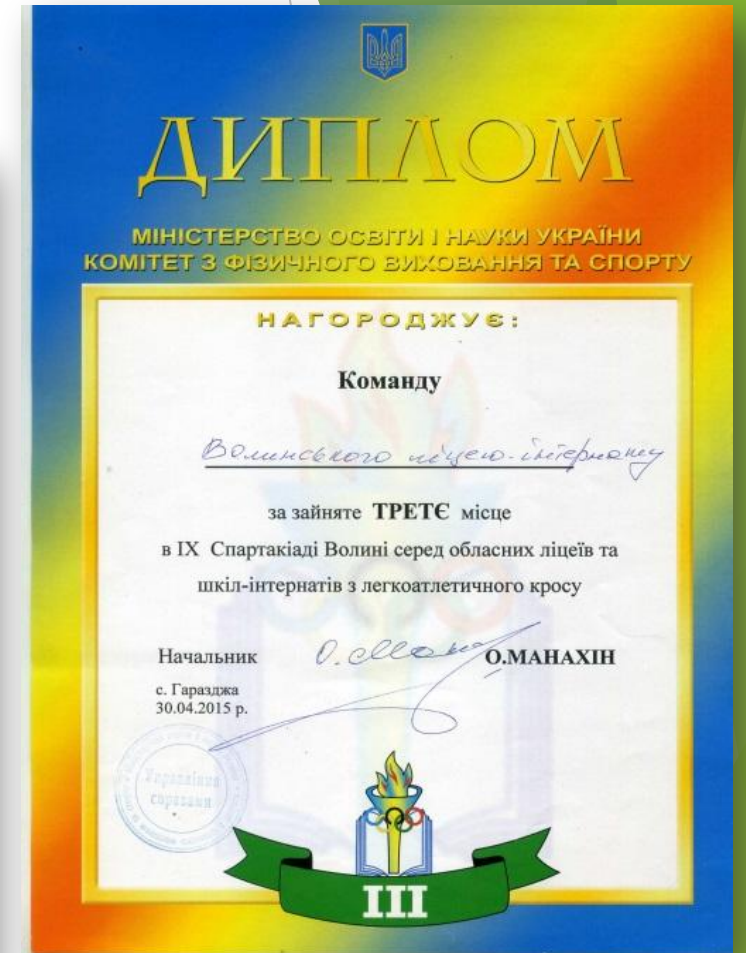 ДИПЛОМ
МІНІСТЕРСТВО ОСВІТИ І НАУКИ УКРАЇНИ
КОМІТЕТ З ФІЗИЧНОГО ВИХОВАННЯ ТА СПОРТУ
НАГОРОДЖУЄ:
Команду
Волинського ліцею-інтернату
за зайняте ТРЕТЄ місце
в ІХ Спартакіаді Волині серед обласних ліцеїв та
шкіл-інтернатів з легкоатлетичного кросу
Начальник О.МАНАХІН
с. Гаразджа
30.04.2015 р.
III